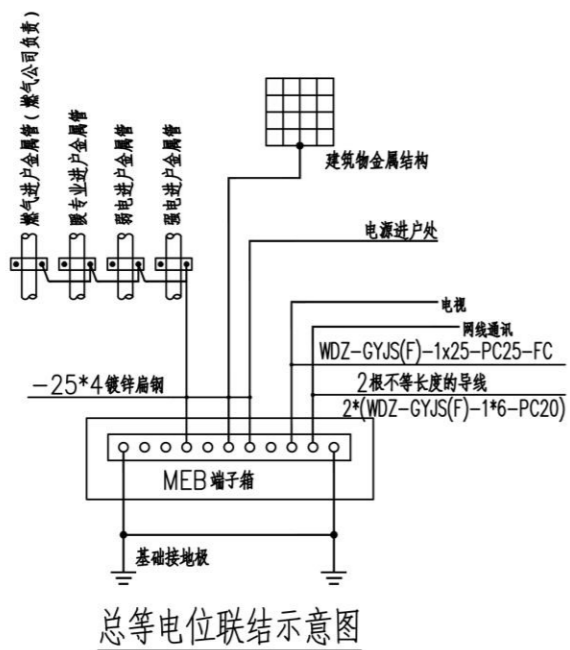 燃气进户金属管(燃气公司负责)
暖专业进户金属管
弱电进户金属管
强电进户金属管
建筑物金属结构
电源进户处
电视
网线通讯
WDZ-GYJS(F)-1x25-PC25-FC
-25*4镀锌扁钢
2根不等长度的导线
2*(WDZ-GYJS(F)-1*6-PC20)
MEB端子箱
基础接地极
总等电位联结示意图